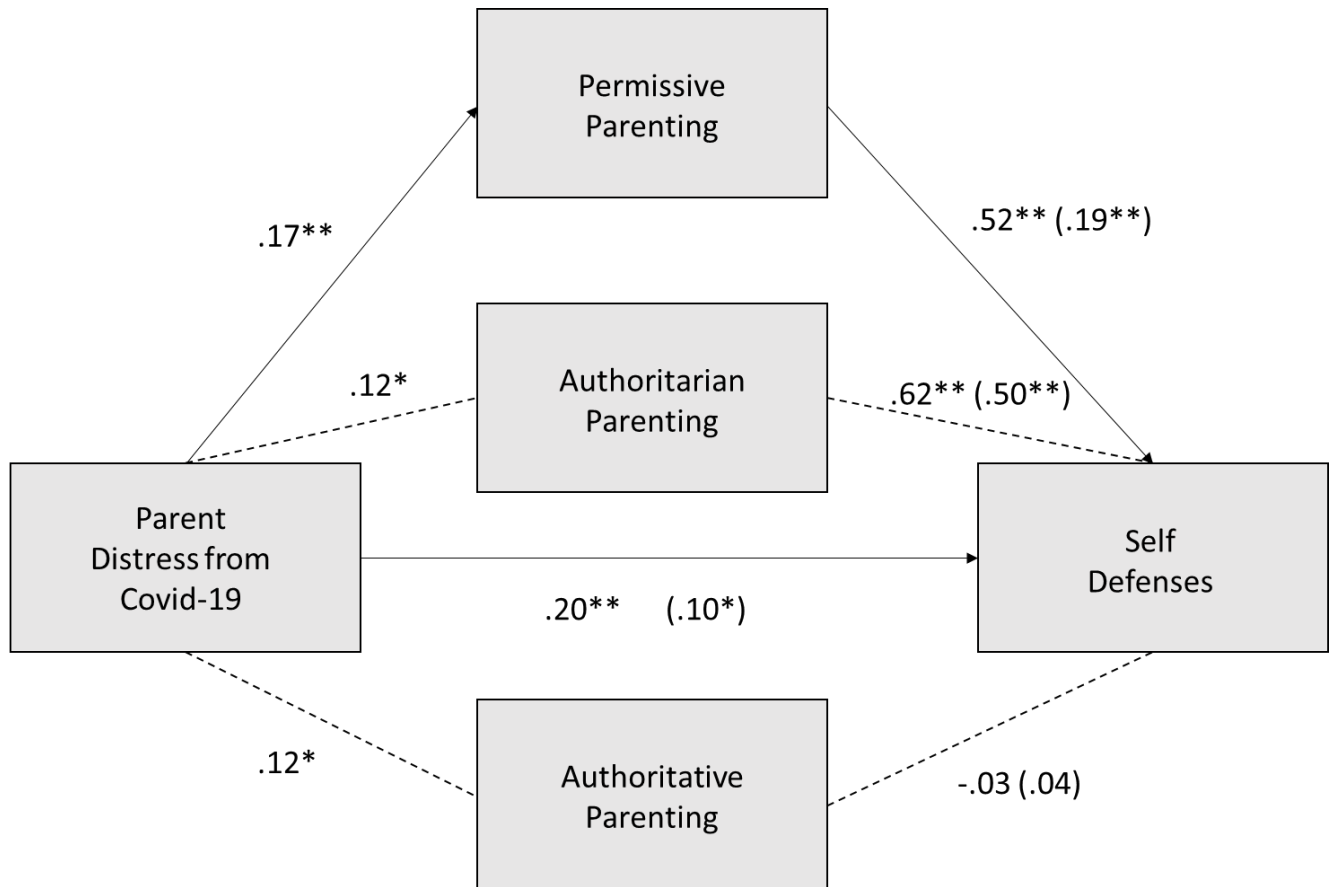 Permissive
Parenting
.17**
.52** (.19**)
.12*
Authoritarian
Parenting
.62** (.50**)
Parent
Distress from
Covid-19
Self
Defenses
.20** (.10*)
.12*
Authoritative
Parenting
-.03 (.04)